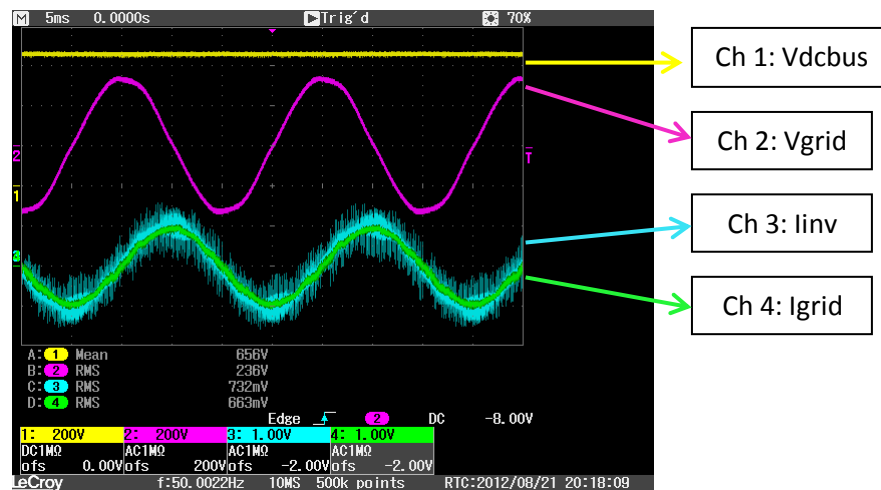 M 5ms 0.0000s Trig'd 70%
Ch 1: Vdcbus
2 T
Ch 2: Vgrid
1
3
Ch 3: Iinv
Ch 4: Igrid
A: 1 Mean 656V
B: 2 RMS 236V
C: 3 RMS 732mV
D: 4 RMS 663mV
Edge 2 DC -8.00V
1: 200V 2: 200V 3: 1.00V 4: 1.00V
DC1MΩ AC1MΩ AC1MΩ AC1MΩ
ofs 0.00V ofs 200V ofs -2.00V ofs -2.00V
LeCroy f:50.0022Hz 10MS 500k points RTC:2012/08/21 20:18:09